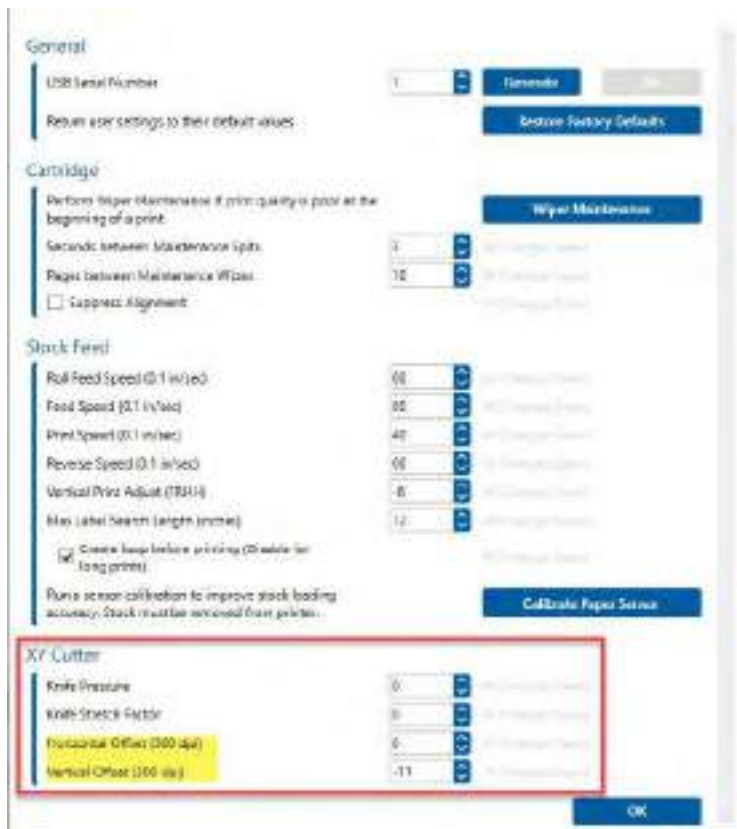 General
USB Serial Number 1 Generate
Return user settings to their default values Restore Factory Defaults
Cartridge
Perform Wiper Maintenance if print quality is poor at the Wiper Maintenance
beginning of a print
Seconds between Maintenance Spits
Pages between Maintenance Wipes 10
Suppress Alignment
Stock Feed
Roll Feed Speed (0.1 in/sec) 60
Feed Speed (0.1 in/sec)
Print Speed (0.1 in/sec) 40
Reverse Speed (0.1 in/sec) 60
Vertical Print Adjust
Max Label Search Length (inches) 12
Create loop before printing (Disable for
long prints)
Run a sensor calibration to improve stock loading
accuracy. Stock must be removed from printer. Calibrate Paper Sensor
XY Cutter
Knife Pressure 0
Knife Stretch Factor 0
Horizontal Offset (300 dpi) 0
Vertical Offset (300 dpi) -11
OK